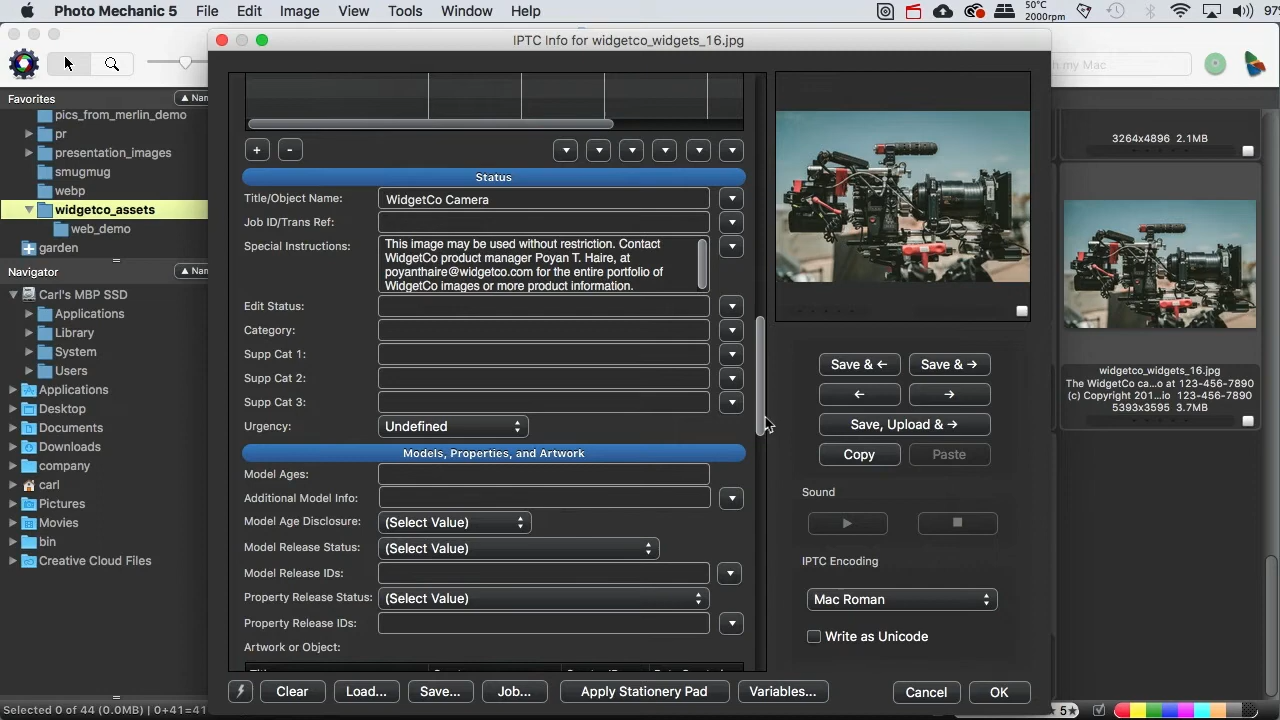 Photo Mechanic 5 File Edit Image View Tools Window Help 50°C 2000rpm 97%
IPTC Info for widgetco_widgets_16.jpg
h my Mac
Favorites
pics_from_merlin_demo
pr
presentation_images
smugmug
webp
widgetco_assets
web_demo
garden
Navigator
Carl's MBP SSD
Applications
Library
System
Users
Applications
Desktop
Documents
Downloads
company
carl
Pictures
Movies
bin
Creative Cloud Files
Selected 0 of 44 (0.0MB) | 0+41=41
+ -
Status
Title/Object Name: WidgetCo Camera
Job ID/Trans Ref:
Special Instructions: This image may be used without restriction. Contact
WidgetCo product manager Poyan T. Haire, at
poyanthaire@widgetco.com for the entire portfolio of
WidgetCo images or more product information.
Edit Status:
Category:
Supp Cat 1:
Supp Cat 2:
Supp Cat 3:
Urgency: Undefined
Models, Properties, and Artwork
Model Ages:
Additional Model Info:
Model Age Disclosure: (Select Value)
Model Release Status: (Select Value)
Model Release IDs:
Property Release Status: (Select Value)
Property Release IDs:
Artwork or Object:
Clear Load... Save... Job... Apply Stationery Pad Variables... Cancel OK
Save & ← Save & →
← →
Save, Upload & →
Copy Paste
Sound
IPTC Encoding
Mac Roman
Write as Unicode
3264x4896 2.1MB
widgetco_widgets_16.jpg
The WidgetCo ca...o at 123-456-7890
(c) Copyright 201...io 123-456-7890
5393x3595 3.7MB
5★